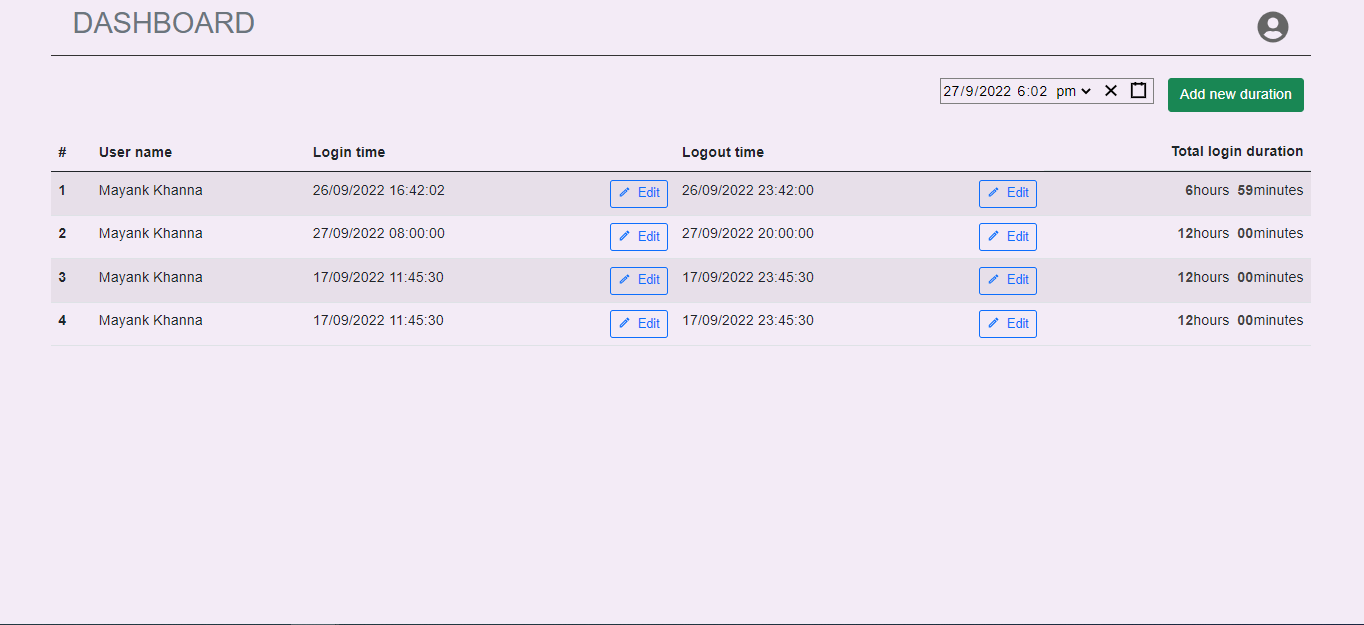 DASHBOARD
27/9/2022 6:02 pm Add new duration
# User name Login time Logout time Total login duration
1 Mayank Khanna 26/09/2022 16:42:02 Edit 26/09/2022 23:42:00 Edit 6hours 59minutes
2 Mayank Khanna 27/09/2022 08:00:00 Edit 27/09/2022 20:00:00 Edit 12hours 00minutes
3 Mayank Khanna 17/09/2022 11:45:30 Edit 17/09/2022 23:45:30 Edit 12hours 00minutes
4 Mayank Khanna 17/09/2022 11:45:30 Edit 17/09/2022 23:45:30 Edit 12hours 00minutes